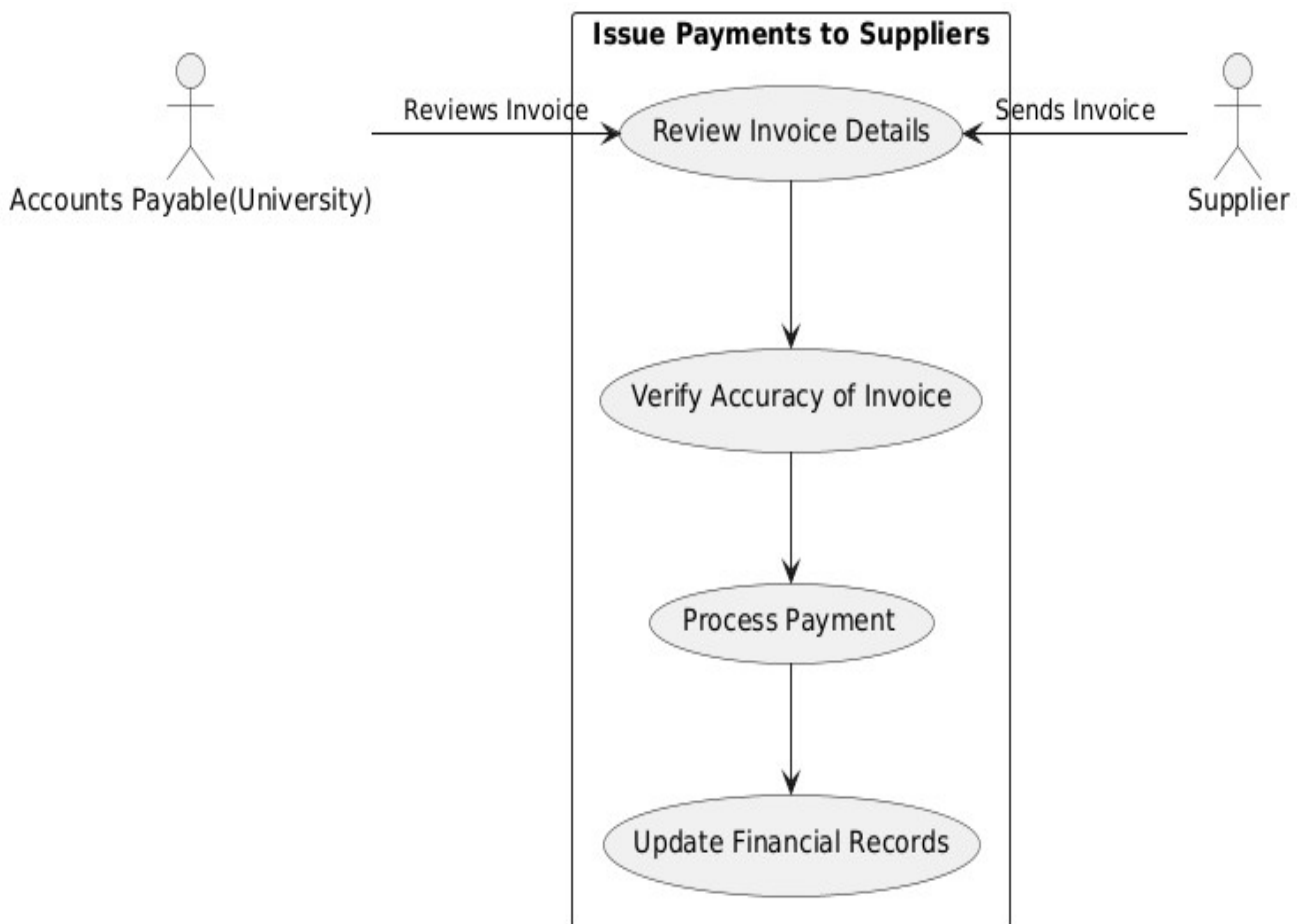 Issue Payments to Suppliers
Reviews Invoice
Review Invoice Details
Sends Invoice
Accounts Payable(University)
Supplier
Verify Accuracy of Invoice
Process Payment
Update Financial Records